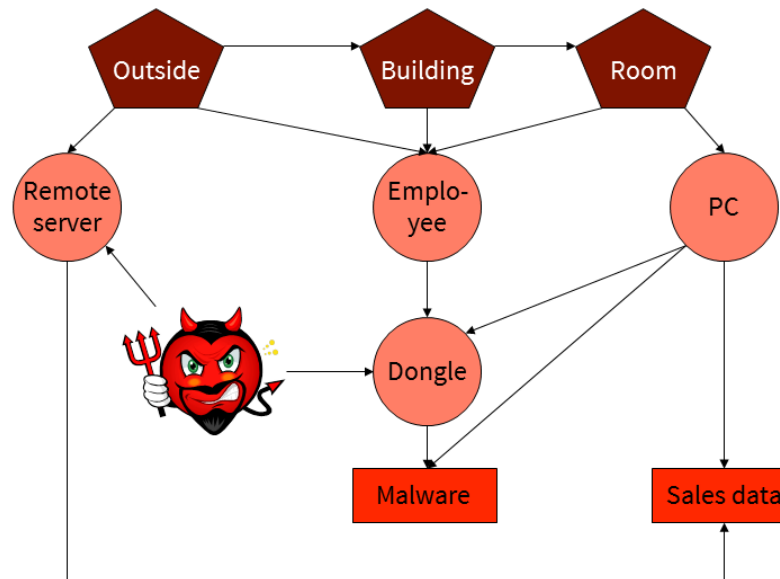 Outside
Building
Room
Remote
server
Emplo-
yee
PC
Dongle
Malware
Sales data